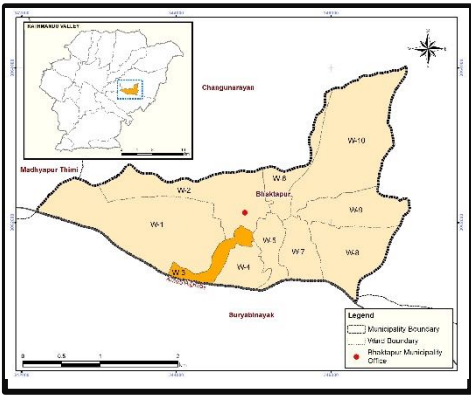 KATHMANDU VALLEY
Changunarayan
Madhyapur Thimi
W-10
W-6
W-2
Bhaktapur
W-9
W-1
W-5
W-7
W-8
W-3
W-4
Suryabinayak
Legend
Municipality Boundary
Ward Boundary
Bhaktapur Municipality
Office
0 0.5 1 2